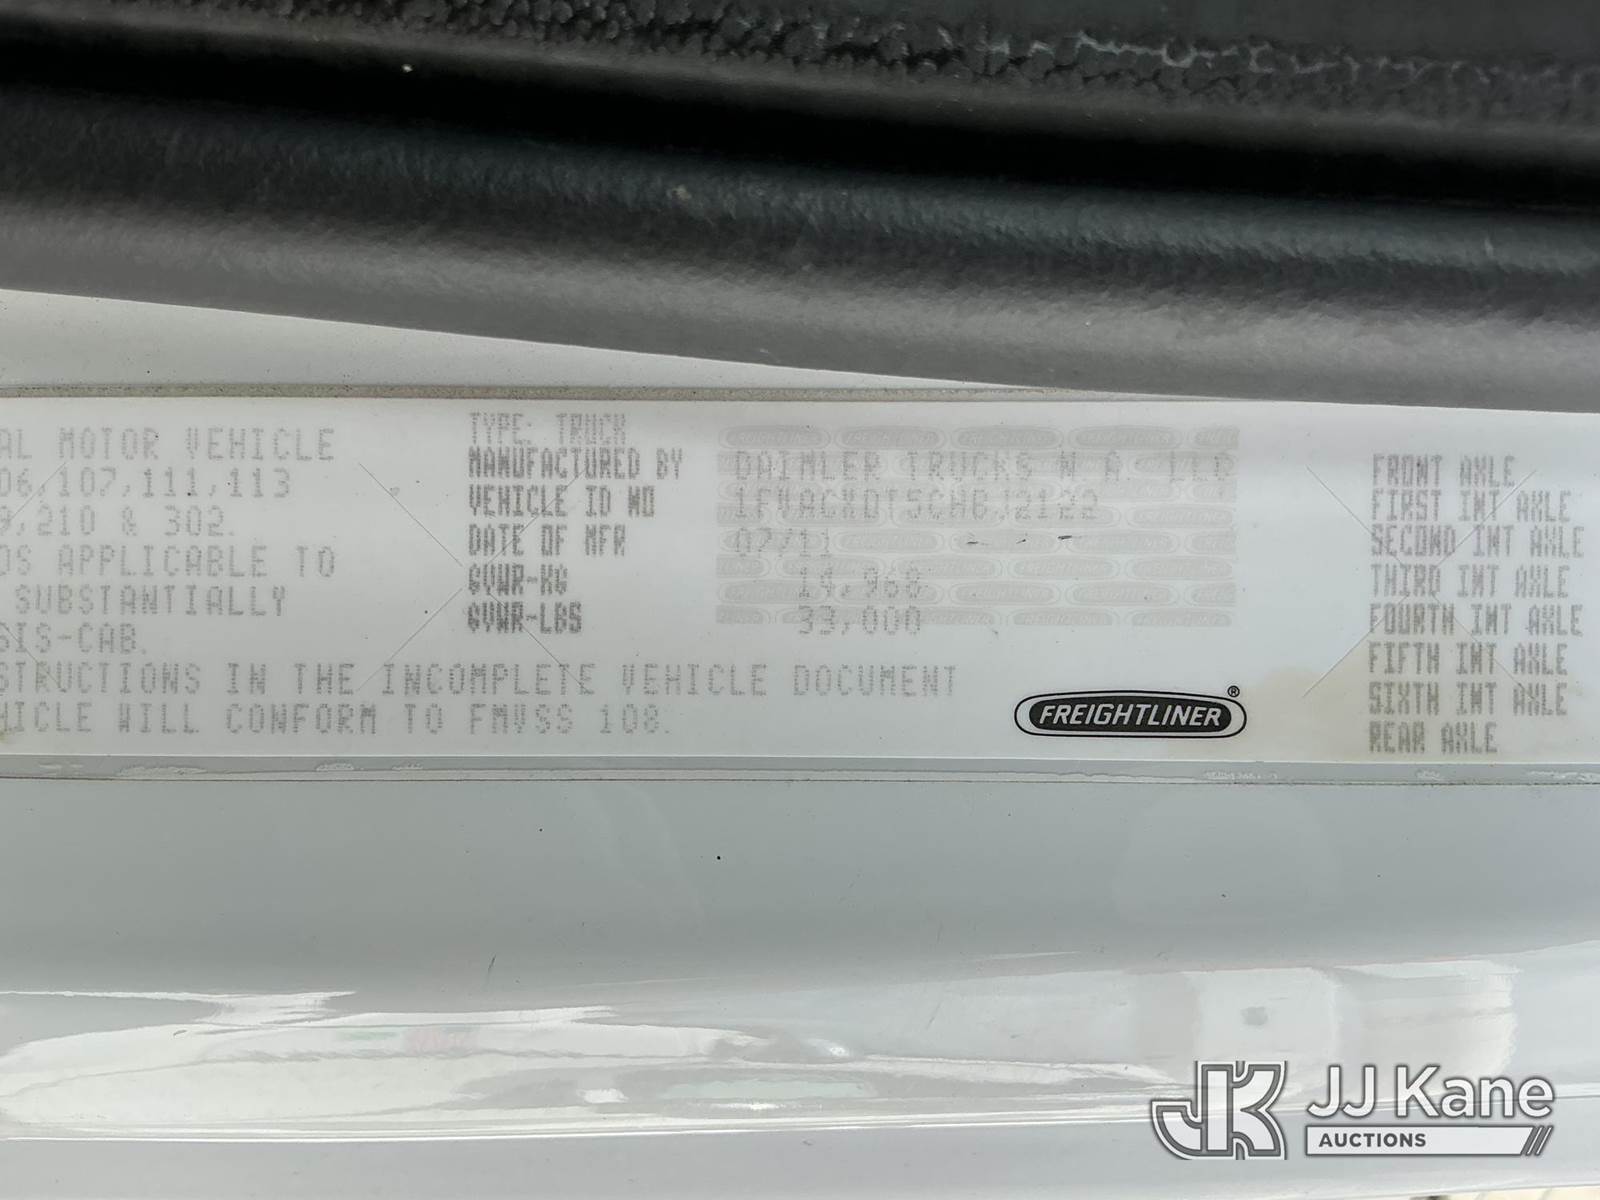 AL MOTOR VEHICLE
06,107,111,113
9,210 & 302.
DS APPLICABLE TO
SUBSTANTIALLY
SIS-CAB.
STRUCTIONS IN THE INCOMPLETE VEHICLE DOCUMENT
HICLE WILL CONFORM TO FMVSS 108.
TYPE: TRUCK
MANUFACTURED BY DAIMLER TRUCKS N A. LLC
VEHICLE ID NO
DATE OF MFR 07/11
GVWR-KG 14,968
GVWR-LBS 33,000
FREIGHTLINER®
FRONT AXLE
FIRST INT AXLE
SECOND INT AXLE
THIRD INT AXLE
FOURTH INT AXLE
FIFTH INT AXLE
SIXTH INT AXLE
REAR AXLE
JK JJ Kane
AUCTIONS